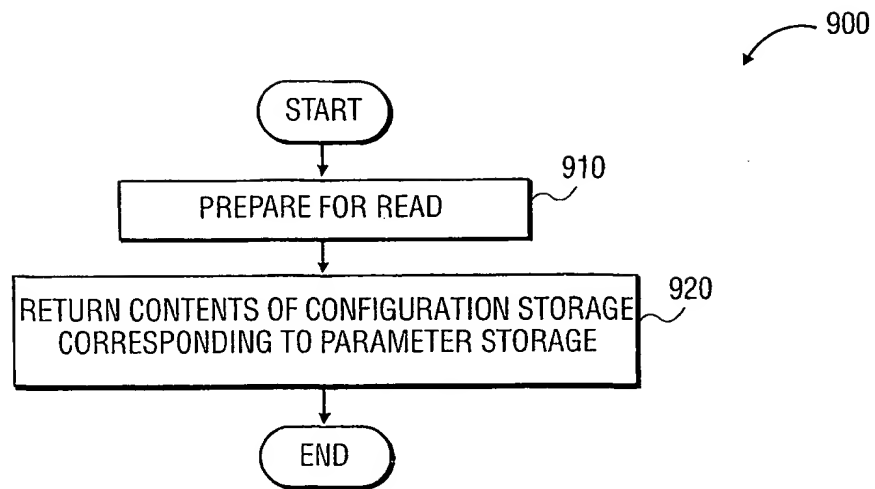 900
START
910
PREPARE FOR READ
RETURN CONTENTS OF CONFIGURATION STORAGE
920
CORRESPONDING TO PARAMETER STORAGE
END